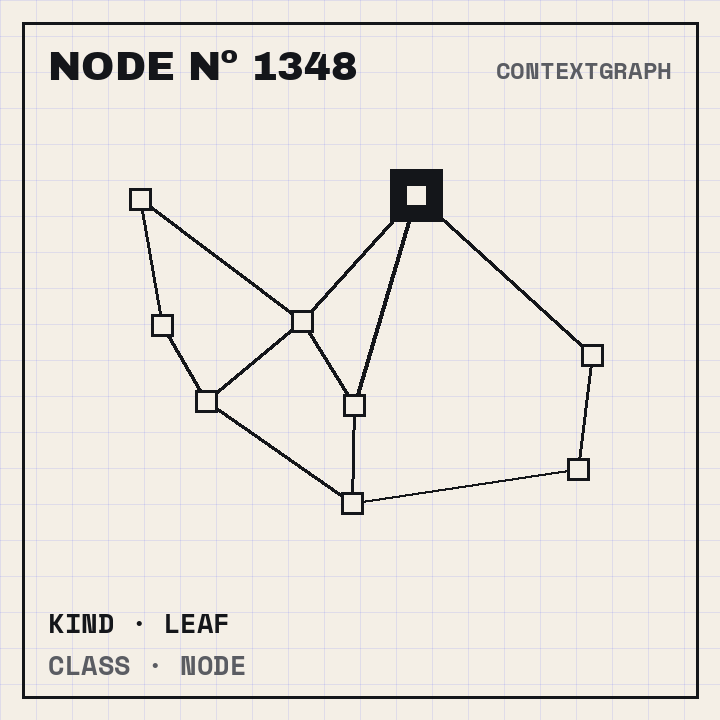 NODE Nº 1348
CONTEXTGRAPH
KIND · LEAF
CLASS · NODE